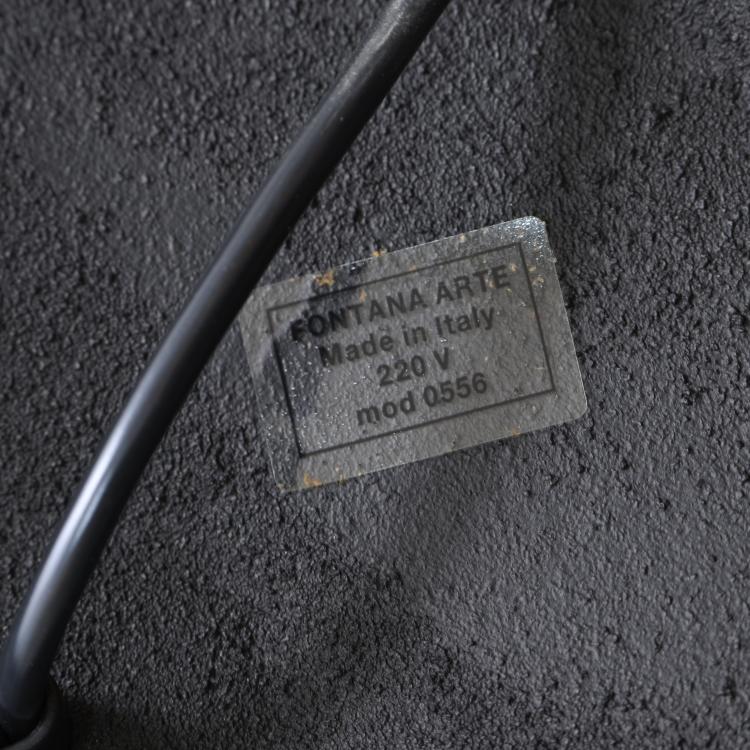 FONTANA ARTE
Made in Italy
220 V
mod 0556